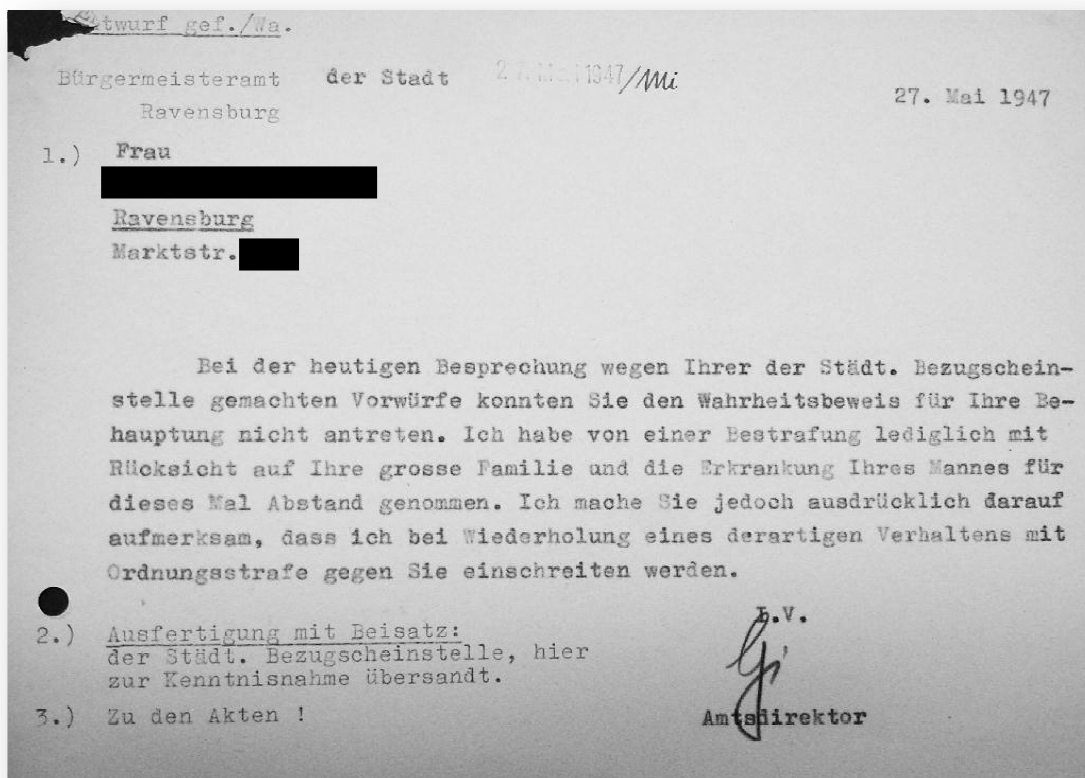 twurf gef./Wa.
Bürgermeisteramt der Stadt 27. Mai 1947/Mi
Ravensburg
27. Mai 1947
1.) Frau
Ravensburg
Marktstr.
Bei der heutigen Besprechung wegen Ihrer der Städt. Bezugschein-
stelle gemachten Vorwürfe konnten Sie den Wahrheitsbeweis für Ihre Be-
hauptung nicht antreten. Ich habe von einer Bestrafung lediglich mit
Rücksicht auf Ihre grosse Familie und die Erkrankung Ihres Mannes für
dieses Mal Abstand genommen. Ich mache Sie jedoch ausdrücklich darauf
aufmerksam, dass ich bei Wiederholung eines derartigen Verhaltens mit
Ordnungsstrafe gegen Sie einschreiten werden.
2.) Ausfertigung mit Beisatz:
der Städt. Bezugscheinstelle, hier
zur Kenntnisnahme übersandt.
3.) Zu den Akten !
I.V.
Amtsdirektor